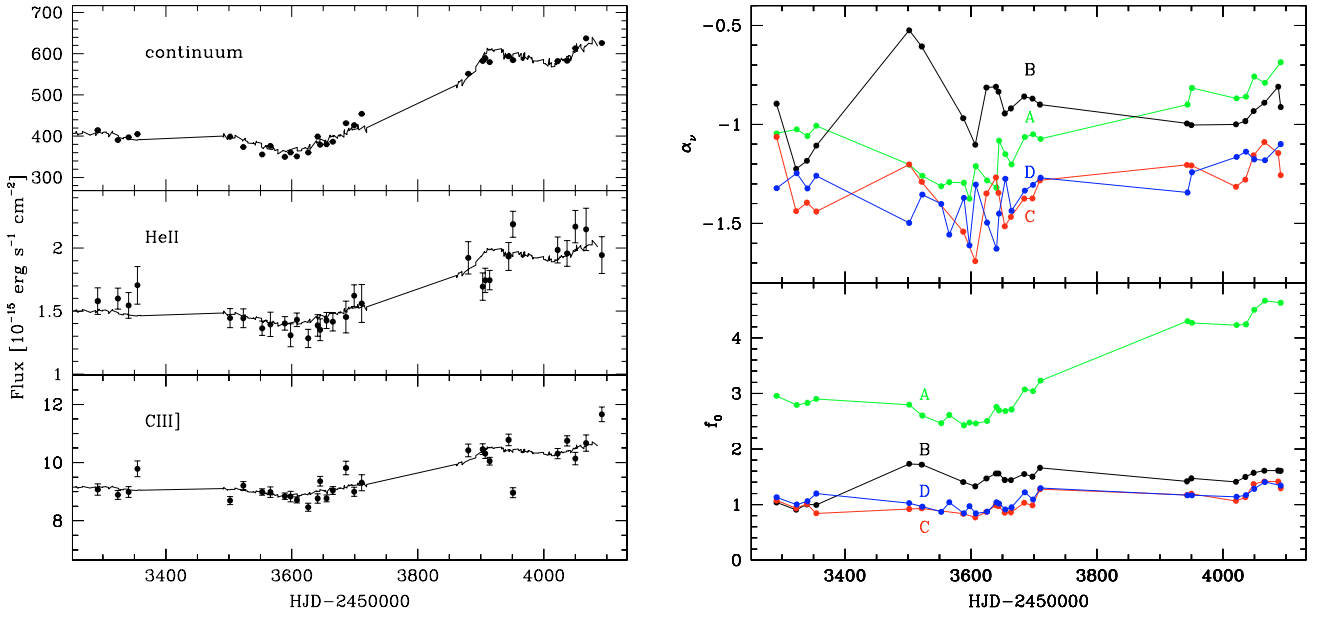 700
600
500
400
300
continuum
2
1.5
1
HeII
12
10
8
CIII]
Flux [10⁻¹⁵ erg s⁻¹ cm⁻²]
3400 3600 3800 4000
HJD−2450000
−0.5
−1
−1.5
α_ν
B
A
D
C
4
3
2
1
0
f₀
A
B
D
C
3400 3600 3800 4000
HJD−2450000